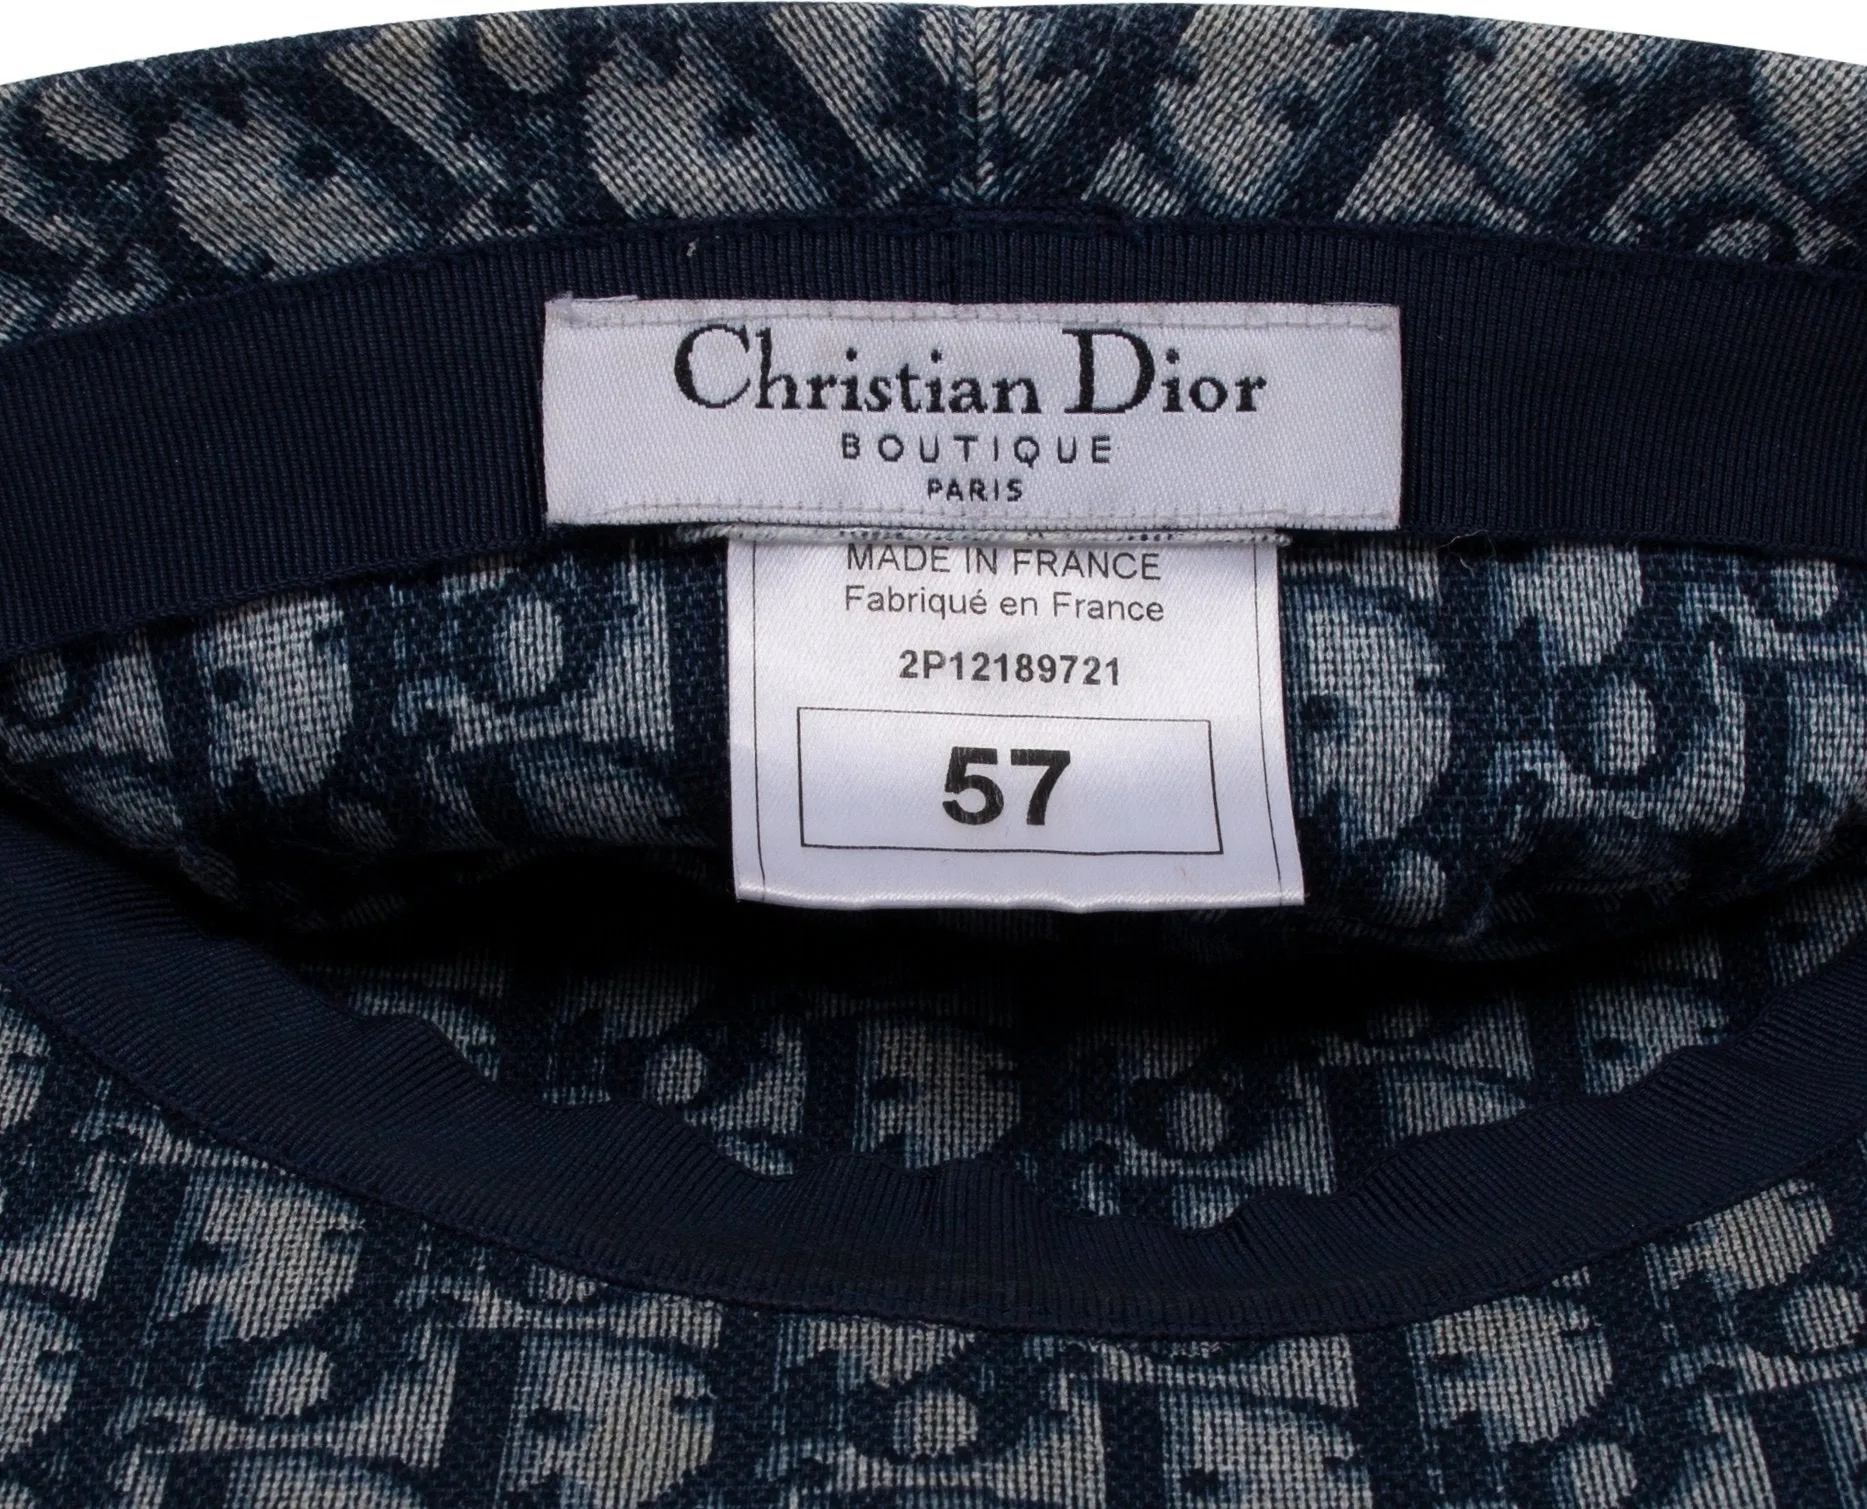 Christian Dior
BOUTIQUE
PARIS
MADE IN FRANCE
Fabriqué en France
2P12189721
57